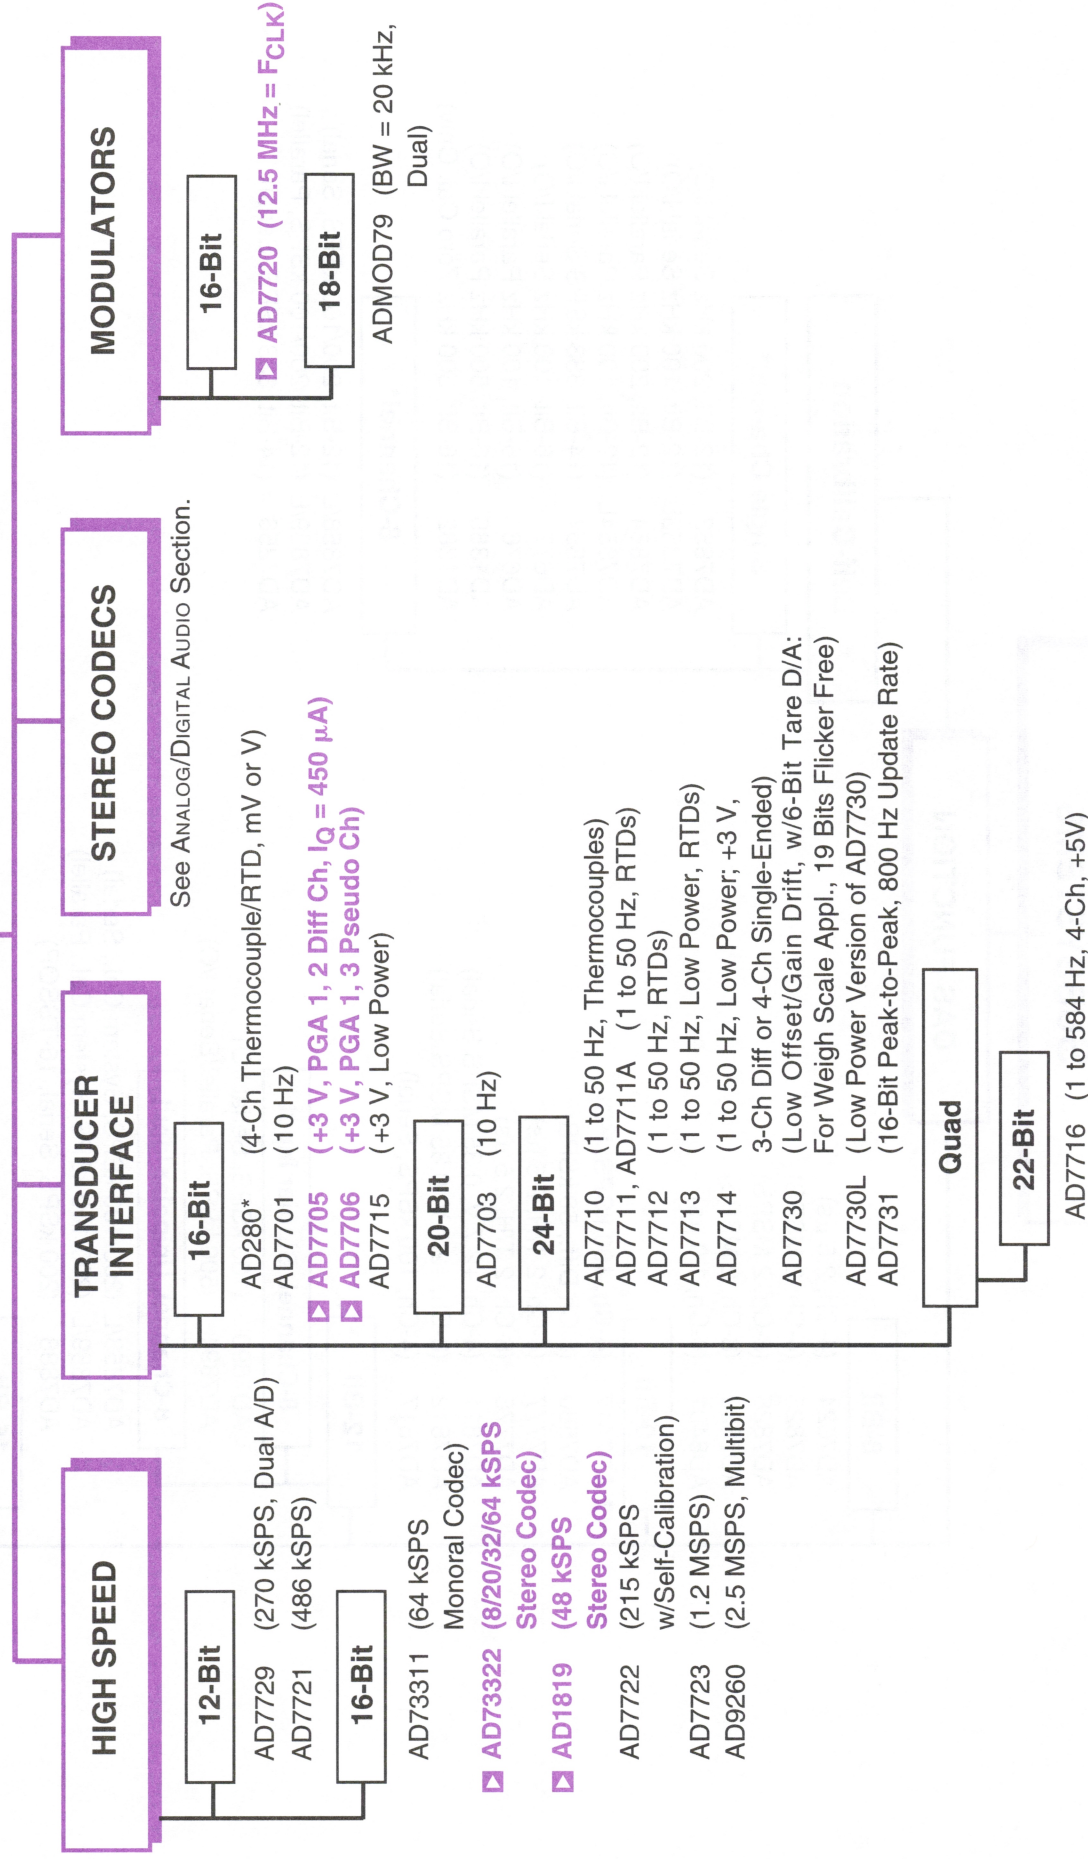 HIGH SPEED
12-Bit
AD7729 (270 kSPS, Dual A/D)
AD7721 (486 kSPS)
16-Bit
AD73311 (64 kSPS
Monoral Codec)
AD73322 (8/20/32/64 kSPS
Stereo Codec)
AD1819 (48 kSPS
Stereo Codec)
AD7722 (215 kSPS
w/Self-Calibration)
AD7723 (1.2 MSPS)
AD9260 (2.5 MSPS, Multibit)
TRANSDUCER
INTERFACE
16-Bit
AD280* (4-Ch Thermocouple/RTD, mV or V)
AD7701 (10 Hz)
AD7705 (+3 V, PGA 1, 2 Diff Ch, IQ = 450 μA)
AD7706 (+3 V, PGA 1, 3 Pseudo Ch)
AD7715 (+3 V, Low Power)
20-Bit
AD7703 (10 Hz)
24-Bit
AD7710 (1 to 50 Hz, Thermocouples)
AD7711, AD7711A (1 to 50 Hz, RTDs)
AD7712 (1 to 50 Hz, RTDs)
AD7713 (1 to 50 Hz, Low Power, RTDs)
AD7714 (1 to 50 Hz, Low Power; +3 V,
3-Ch Diff or 4-Ch Single-Ended)
AD7730 (Low Offset/Gain Drift, w/6-Bit Tare D/A:
For Weigh Scale Appl., 19 Bits Flicker Free)
AD7730L (Low Power Version of AD7730)
AD7731 (16-Bit Peak-to-Peak, 800 Hz Update Rate)
Quad
22-Bit
AD7716 (1 to 584 Hz, 4-Ch, +5V)
STEREO CODECS
See ANALOG/DIGITAL AUDIO Section.
MODULATORS
16-Bit
AD7720 (12.5 MHz = FCLK)
18-Bit
ADMOD79 (BW = 20 kHz,
Dual)